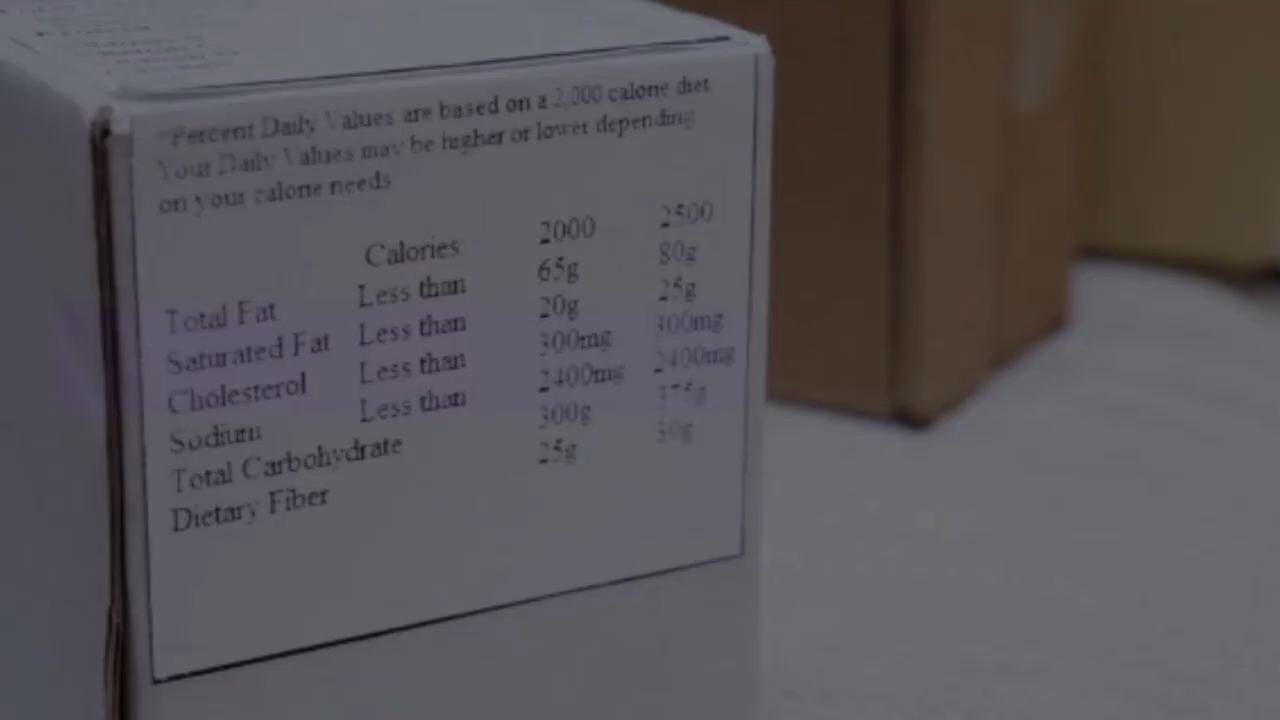 *Percent Daily Values are based on a 2,000 calorie diet.
Your Daily Values may be higher or lower depending
on your calorie needs
Calories 2000 2500
Total Fat Less than 65g 80g
Saturated Fat Less than 20g 25g
Cholesterol Less than 300mg 300mg
Sodium Less than 2400mg 2400mg
Total Carbohydrate 300g 375g
Dietary Fiber 25g 30g